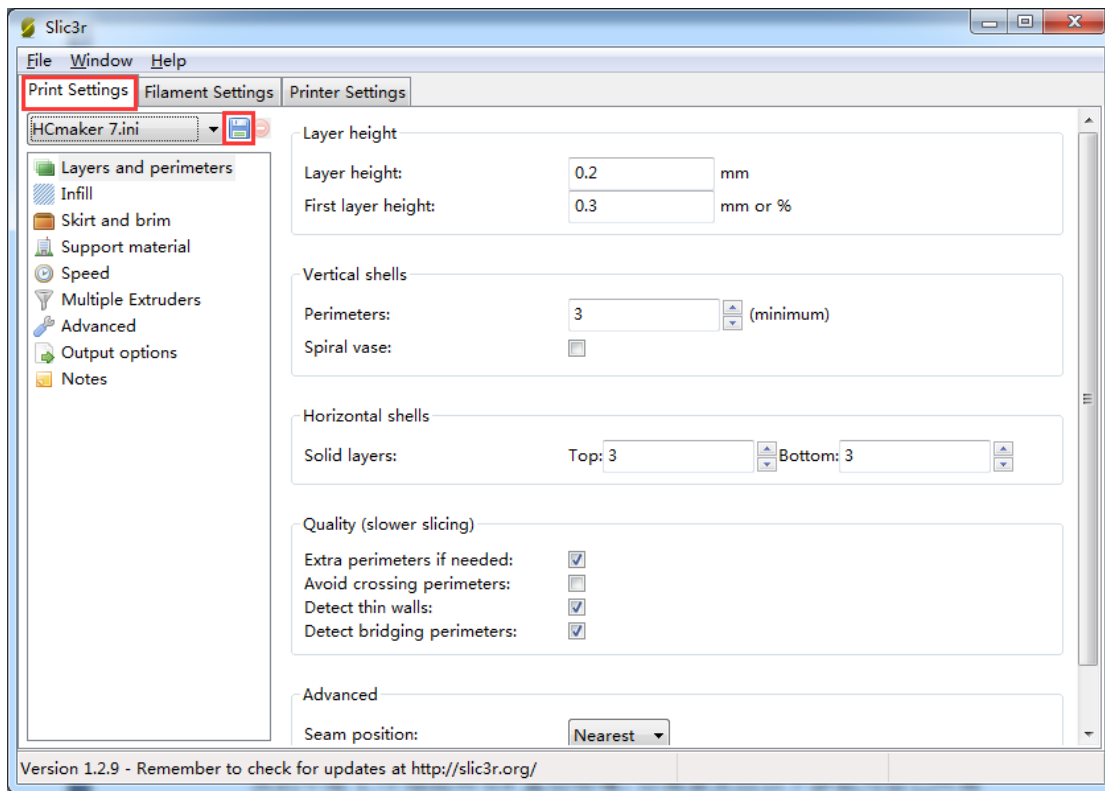 Slic3r
File Window Help
Print Settings Filament Settings Printer Settings
HCmaker 7.ini
Layers and perimeters
Infill
Skirt and brim
Support material
Speed
Multiple Extruders
Advanced
Output options
Notes
Layer height
Layer height: 0.2 mm
First layer height: 0.3 mm or %
Vertical shells
Perimeters: 3 (minimum)
Spiral vase:
Horizontal shells
Solid layers: Top: 3 Bottom: 3
Quality (slower slicing)
Extra perimeters if needed:
Avoid crossing perimeters:
Detect thin walls:
Detect bridging perimeters:
Advanced
Seam position: Nearest
Version 1.2.9 - Remember to check for updates at http://slic3r.org/